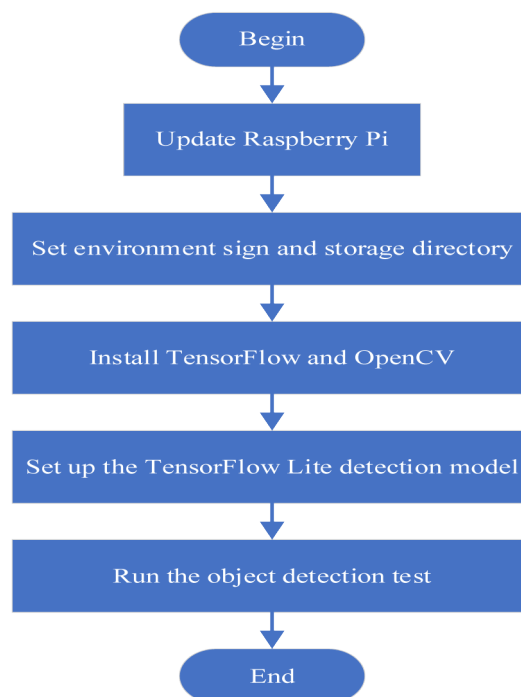 Begin
Update Raspberry Pi
Set environment sign and storage directory
Install TensorFlow and OpenCV
Set up the TensorFlow Lite detection model
Run the object detection test
End